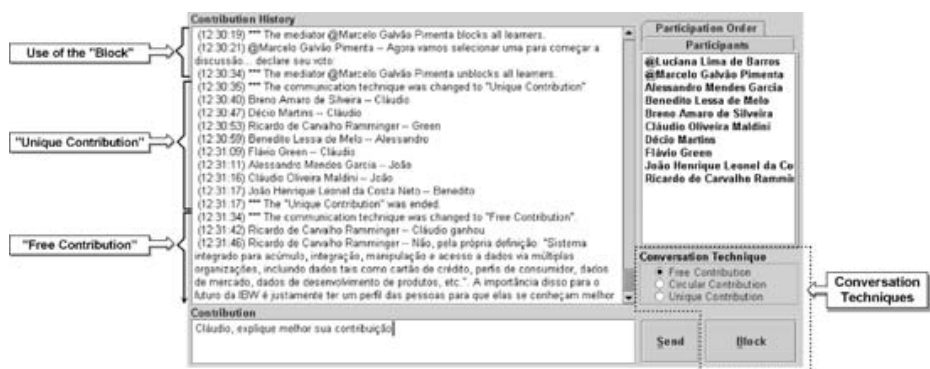 Contribution History
(12:30:19) *** The mediator @Marcelo Galvão Pimenta blocks all learners.
(12:30:21) @Marcelo Galvão Pimenta -- Agora vamos selecionar uma para começar a
discussão... declare seu voto
(12:30:34) *** The mediator @Marcelo Galvão Pimenta unblocks all learners.
(12:30:35) *** The communication technique was changed to "Unique Contribution"
(12:30:40) Breno Amaro de Silveira -- Cláudio
(12:30:47) Décio Martins -- Cláudio
(12:30:53) Ricardo de Carvalho Ramminger -- Green
(12:30:59) Benedito Lessa de Melo -- Alessandro
(12:31:09) Flávio Green -- Cláudio
(12:31:11) Alessandro Mendes Garcia -- João
(12:31:16) Cláudio Oliveira Maldini -- João
(12:31:17) João Henrique Leonel da Costa Neto -- Benedito
(12:31:17) *** The "Unique Contribution" was ended.
(12:31:34) *** The communication technique was changed to "Free Contribution".
(12:31:42) Ricardo de Carvalho Ramminger -- Cláudio ganhou
(12:31:46) Ricardo de Carvalho Ramminger -- Não, pela própria definição: "Sistema
integrado para acúmulo, integração, manipulação e acesso a dados via múltiplas
organizações, incluindo dados tais como cartão de crédito, perfis de consumidor, dados
de mercado, dados de desenvolvimento de produtos, etc.". A importância disso para o
futuro da IBW é justamente ter um perfil das pessoas para que elas se conheçam melhor
Contribution
Cláudio, explique melhor sua contribuição
Use of the "Block"
"Unique Contribution"
"Free Contribution"
Participation Order
Participants
@Luciana Lima de Barros
@Marcelo Galvão Pimenta
Alessandro Mendes Garcia
Benedito Lessa de Melo
Breno Amaro de Silveira
Cláudio Oliveira Maldini
Décio Martins
Flávio Green
João Henrique Leonel da Co
Ricardo de Carvalho Rammin
Conversation Technique
Free Contribution
Circular Contribution
Unique Contribution
Send
Block
Conversation
Techniques